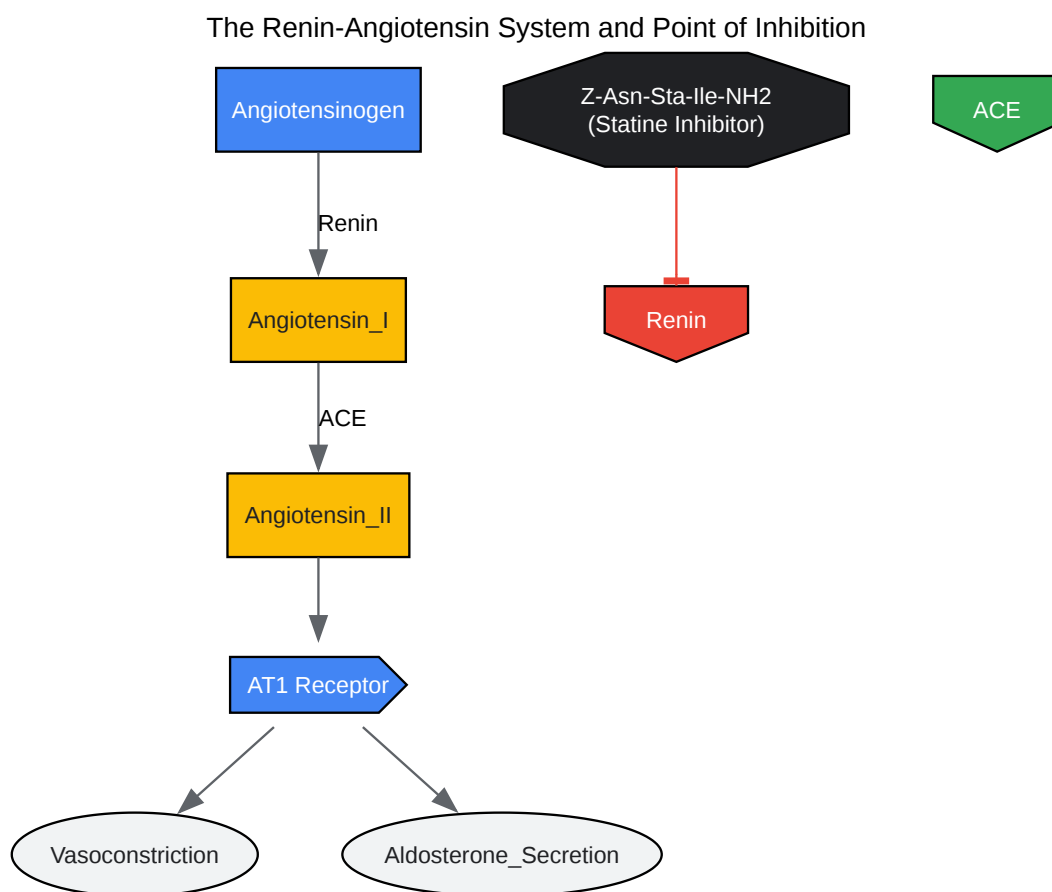 The Renin-Angiotensin System and Point of Inhibition
Angiotensinogen
Z-Asn-Sta-Ile-NH2
(Statine Inhibitor)
ACE
Renin
Angiotensin_I
Renin
ACE
Angiotensin_II
AT1 Receptor
Vasoconstriction
Aldosterone_Secretion